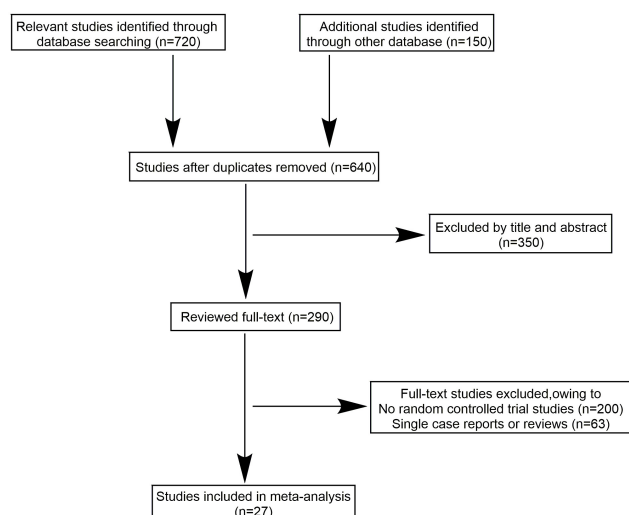 Relevant studies identified through
database searching (n=720)
Additional studies identified
through other database (n=150)
Studies after duplicates removed (n=640)
Excluded by title and abstract
(n=350)
Reviewed full-text (n=290)
Full-text studies excluded,owing to
No random controlled trial studies (n=200)
Single case reports or reviews (n=63)
Studies included in meta-analysis
(n=27)